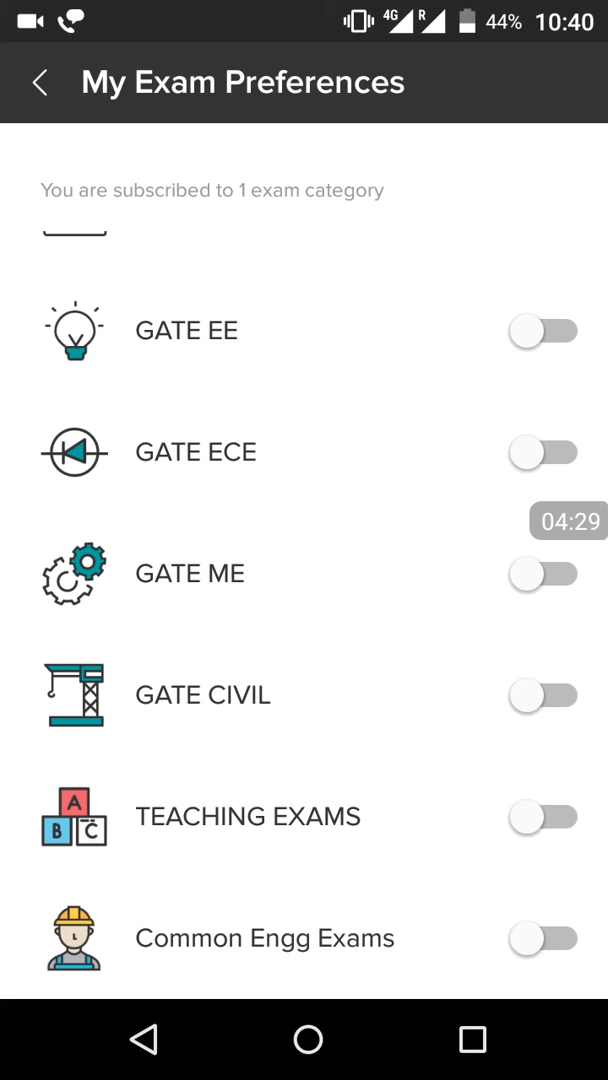 4G R 44% 10:40
My Exam Preferences
You are subscribed to 1 exam category
GATE EE
GATE ECE
04:29
GATE ME
GATE CIVIL
A
B C
TEACHING EXAMS
Common Engg Exams